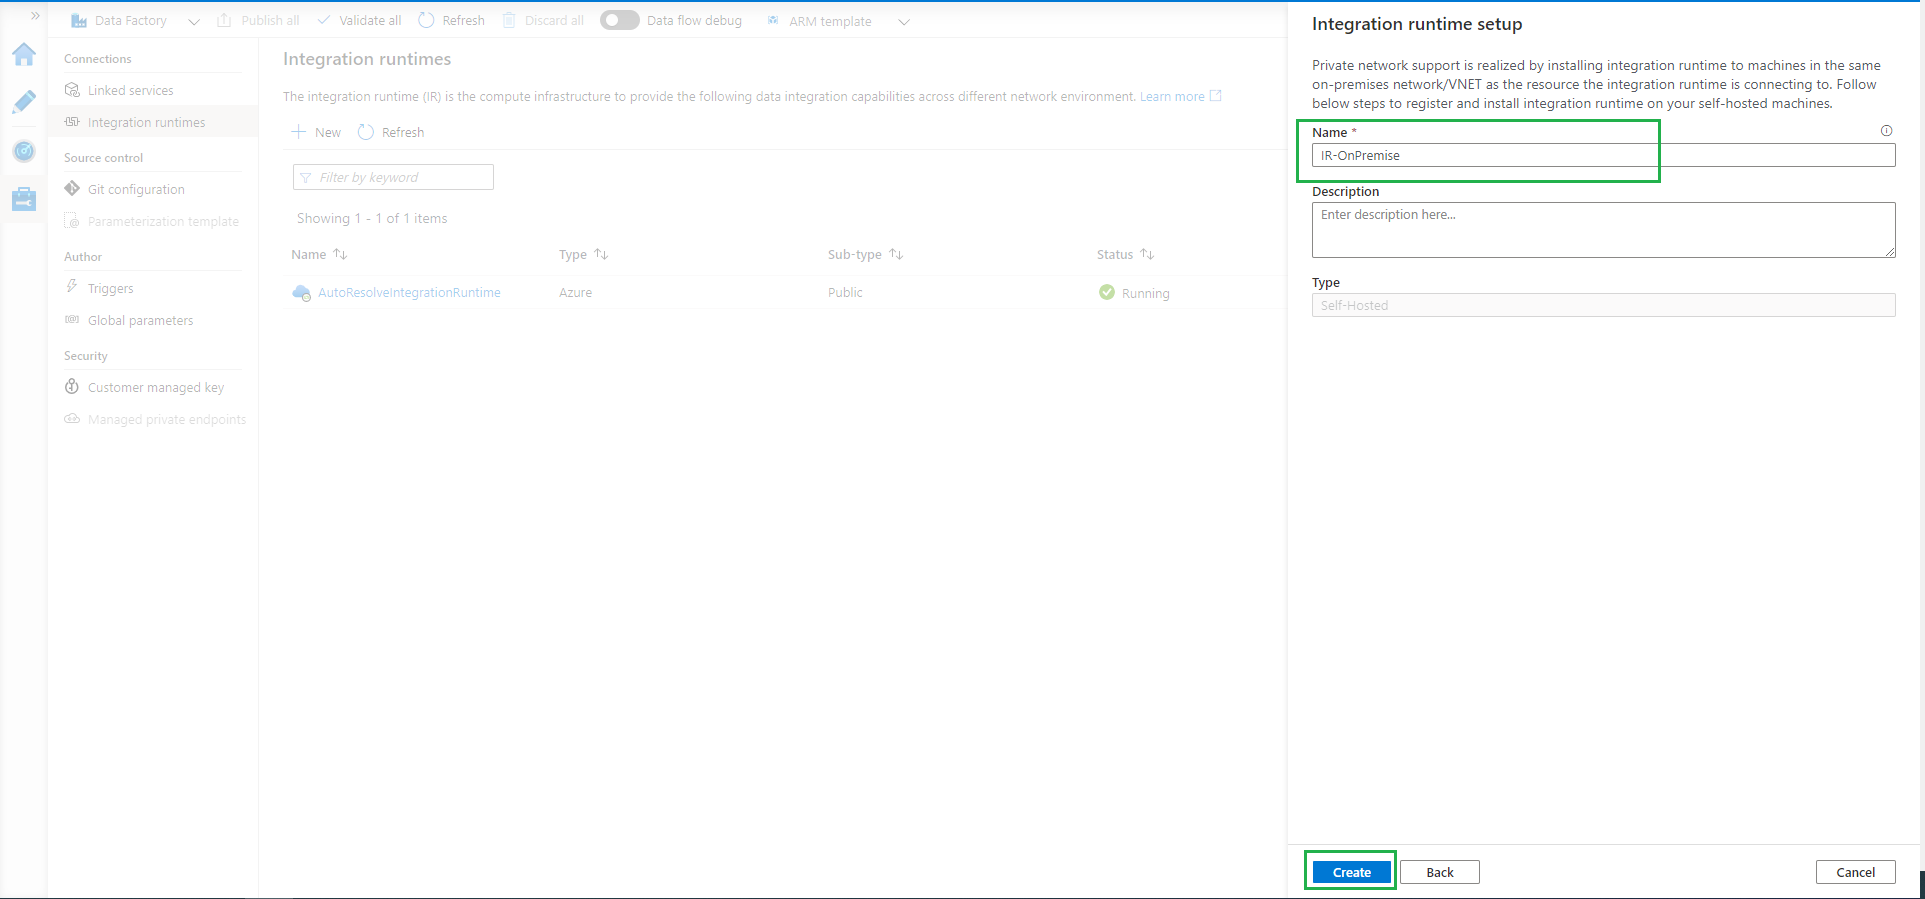 Data Factory
Publish all
Validate all
Refresh
Discard all
Data flow debug
ARM template
Connections
Linked services
Integration runtimes
Source control
Git configuration
Parameterization template
Author
Triggers
Global parameters
Security
Customer managed key
Managed private endpoints
Integration runtimes
The integration runtime (IR) is the compute infrastructure to provide the following data integration capabilities across different network environment. Learn more
New
Refresh
Filter by keyword
Showing 1 - 1 of 1 items
Name Type Sub-type Status
AutoResolveIntegrationRuntime Azure Public Running
Integration runtime setup
Private network support is realized by installing integration runtime to machines in the same
on-premises network/VNET as the resource the integration runtime is connecting to. Follow
below steps to register and install integration runtime on your self-hosted machines.
Name *
IR-OnPremise
Description
Enter description here...
Type
Self-Hosted
Create
Back
Cancel